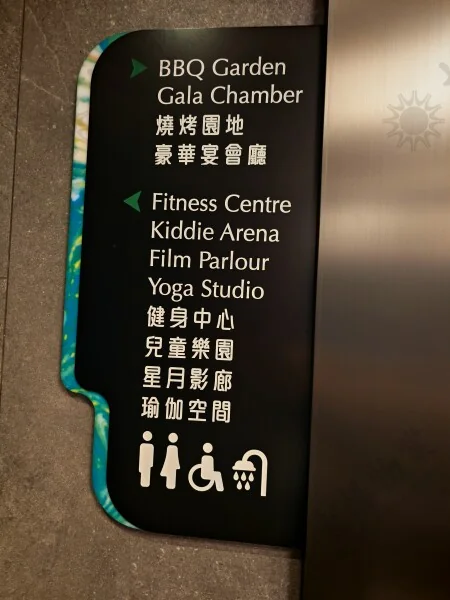 BBQ Garden
Gala Chamber
燒烤園地
豪華宴會廳
Fitness Centre
Kiddie Arena
Film Parlour
Yoga Studio
健身中心
兒童樂園
星月影廊
瑜伽空間